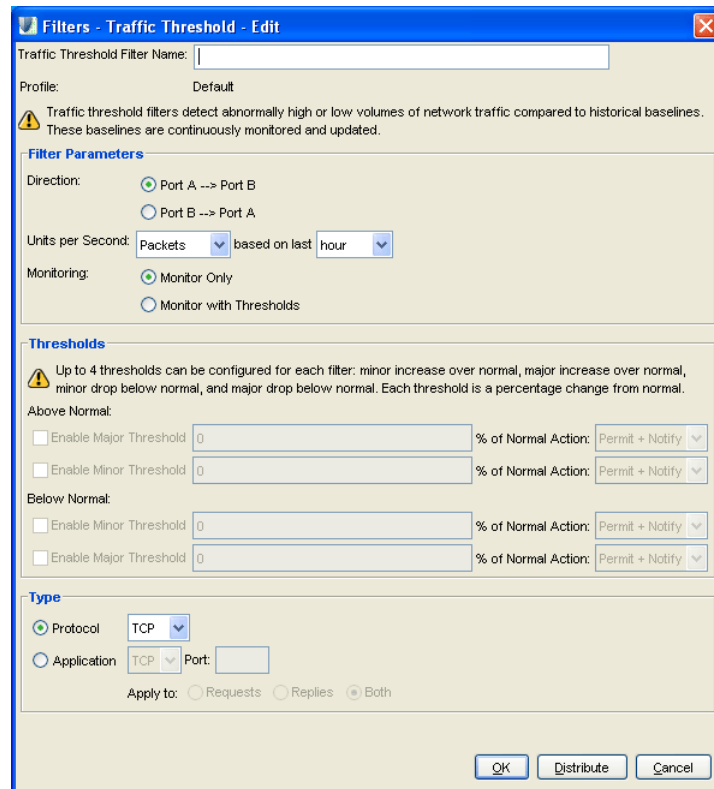 Filters - Traffic Threshold - Edit
Traffic Threshold Filter Name:
Profile: Default
Traffic threshold filters detect abnormally high or low volumes of network traffic compared to historical baselines.
These baselines are continuously monitored and updated.
Filter Parameters
Direction: Port A --> Port B
Port B --> Port A
Units per Second: Packets based on last hour
Monitoring: Monitor Only
Monitor with Thresholds
Thresholds
Up to 4 thresholds can be configured for each filter: minor increase over normal, major increase over normal,
minor drop below normal, and major drop below normal. Each threshold is a percentage change from normal.
Above Normal:
Enable Major Threshold 0 % of Normal Action: Permit + Notify
Enable Minor Threshold 0 % of Normal Action: Permit + Notify
Below Normal:
Enable Minor Threshold 0 % of Normal Action: Permit + Notify
Enable Major Threshold 0 % of Normal Action: Permit + Notify
Type
Protocol TCP
Application TCP Port:
Apply to: Requests Replies Both
OK Distribute Cancel